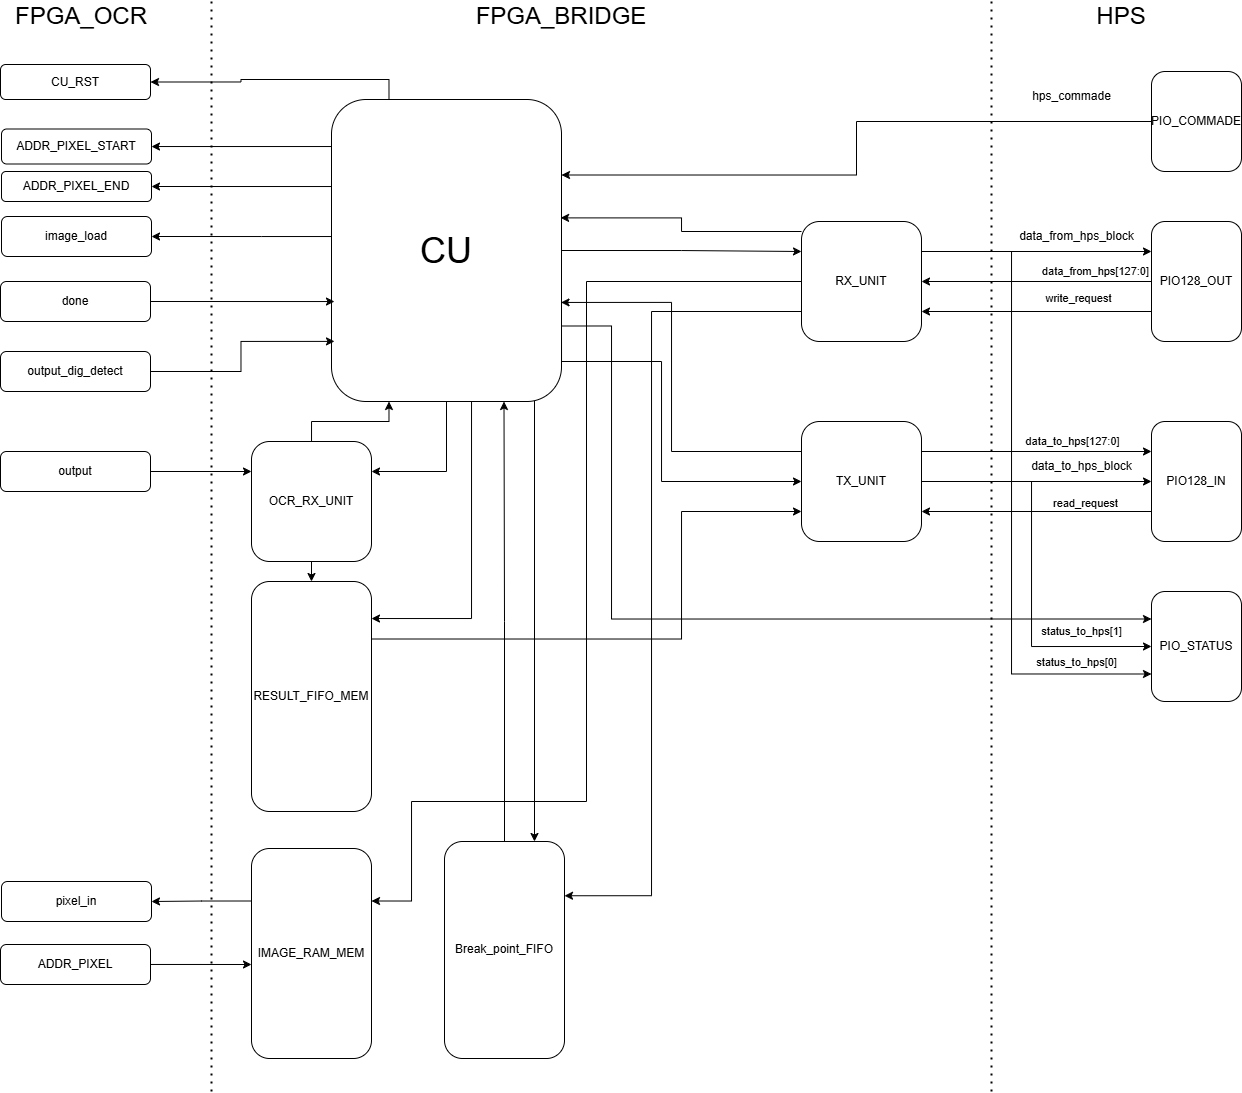 FPGA_OCR
FPGA_BRIDGE
HPS
CU_RST
ADDR_PIXEL_START
ADDR_PIXEL_END
image_load
done
output_dig_detect
output
pixel_in
ADDR_PIXEL
CU
OCR_RX_UNIT
RESULT_FIFO_MEM
IMAGE_RAM_MEM
Break_point_FIFO
RX_UNIT
TX_UNIT
hps_commade
PIO_COMMADE
data_from_hps_block
data_from_hps[127:0]
write_request
PIO128_OUT
data_to_hps[127:0]
data_to_hps_block
read_request
PIO128_IN
status_to_hps[1]
status_to_hps[0]
PIO_STATUS